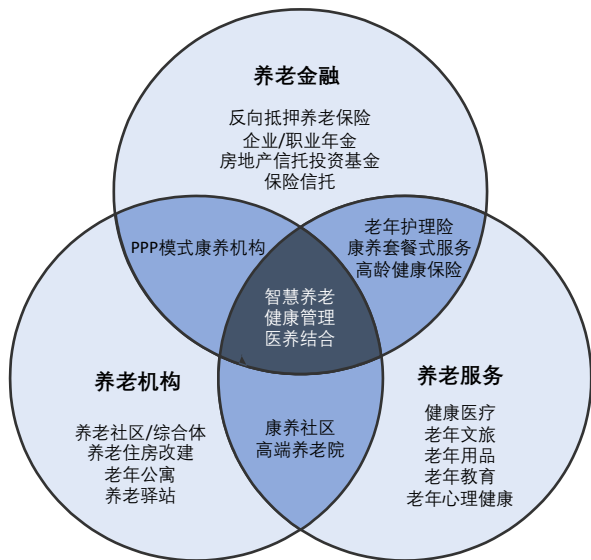 养老金融
反向抵押养老保险
企业/职业年金
房地产信托投资基金
保险信托
PPP模式康养机构
老年护理险
康养套餐式服务
高龄健康保险
智慧养老
健康管理
医养结合
养老机构
养老社区/综合体
养老住房改建
老年公寓
养老驿站
康养社区
高端养老院
养老服务
健康医疗
老年文旅
老年用品
老年教育
老年心理健康